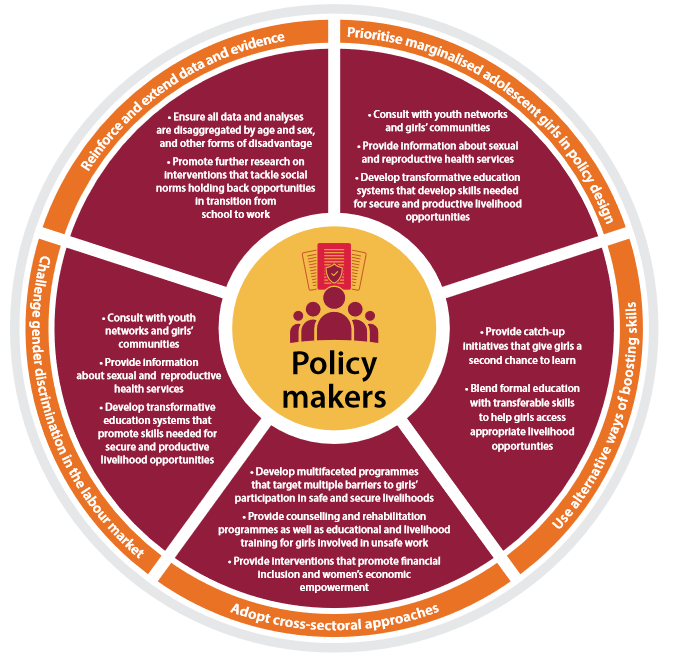 Reinforce and extend data and evidence
• Ensure all data and analyses
are disaggregated by age and sex,
and other forms of disadvantage
• Promote further research on
interventions that tackle social
norms holding back opportunities
in transition from
school to work
Prioritise marginalised adolescent girls in policy design
• Consult with youth networks
and girls' communities
• Provide information about sexual
and reproductive health services
• Develop transformative education
systems that develop skills needed
for secure and productive livelihood
opportunities
Use alternative ways of boosting skills
• Provide catch-up
initiatives that give girls a
second chance to learn
• Blend formal education
with transferable skills
to help girls access
appropriate livelihood
opportunties
Adopt cross-sectoral approaches
• Develop multifaceted programmes
that target multiple barriers to girls'
participation in safe and secure livelihoods
• Provide counselling and rehabilitation
programmes as well as educational and livelihood
training for girls involved in unsafe work
• Provide interventions that promote financial
inclusion and women's economic
empowerment
Challenge gender discrimination in the labour market
• Consult with youth
networks and girls'
communities
• Provide information
about sexual and reproductive
health services
• Develop transformative
education systems that
promote skills needed for
secure and productive
livelihood opportunities
Policy
makers